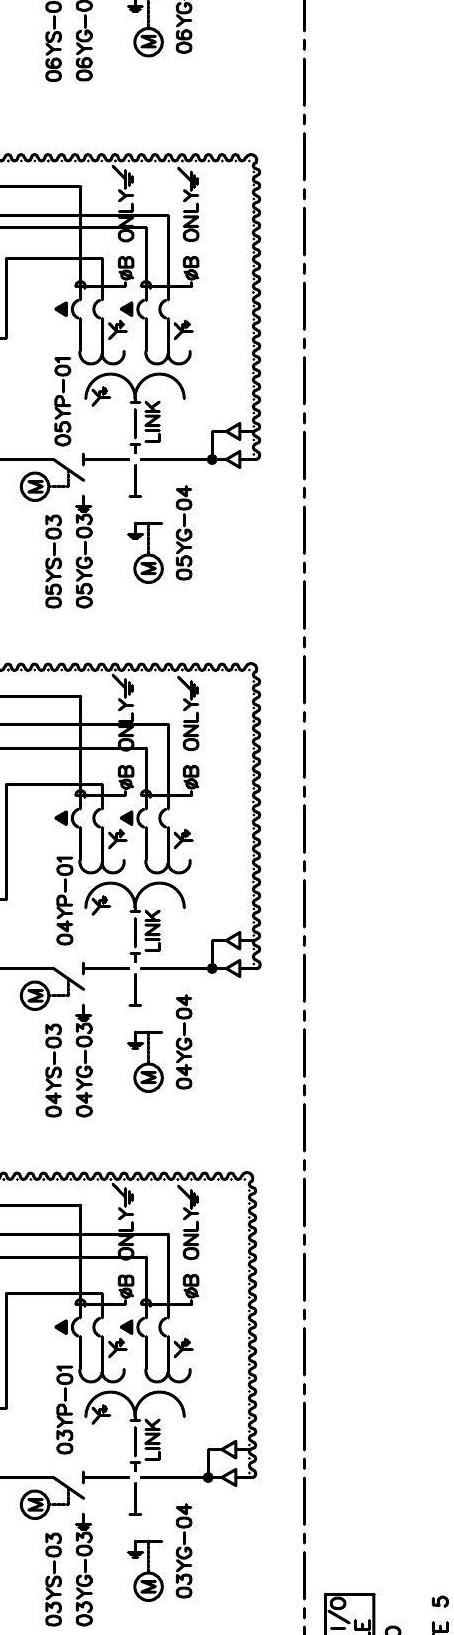 06YS-0
06YG-0
M
06YG-
ØB ONLY
ØB ONLY
05YP-01
LINK
M
05YS-03
05YG-03
M
05YG-04
ØB ONLY
ØB ONLY
04YP-01
LINK
M
04YS-03
04YG-03
M
04YG-04
ØB ONLY
ØB ONLY
03YP-01
LINK
M
03YS-03
03YG-03
M
03YG-04
I/O
LE
O
E 5